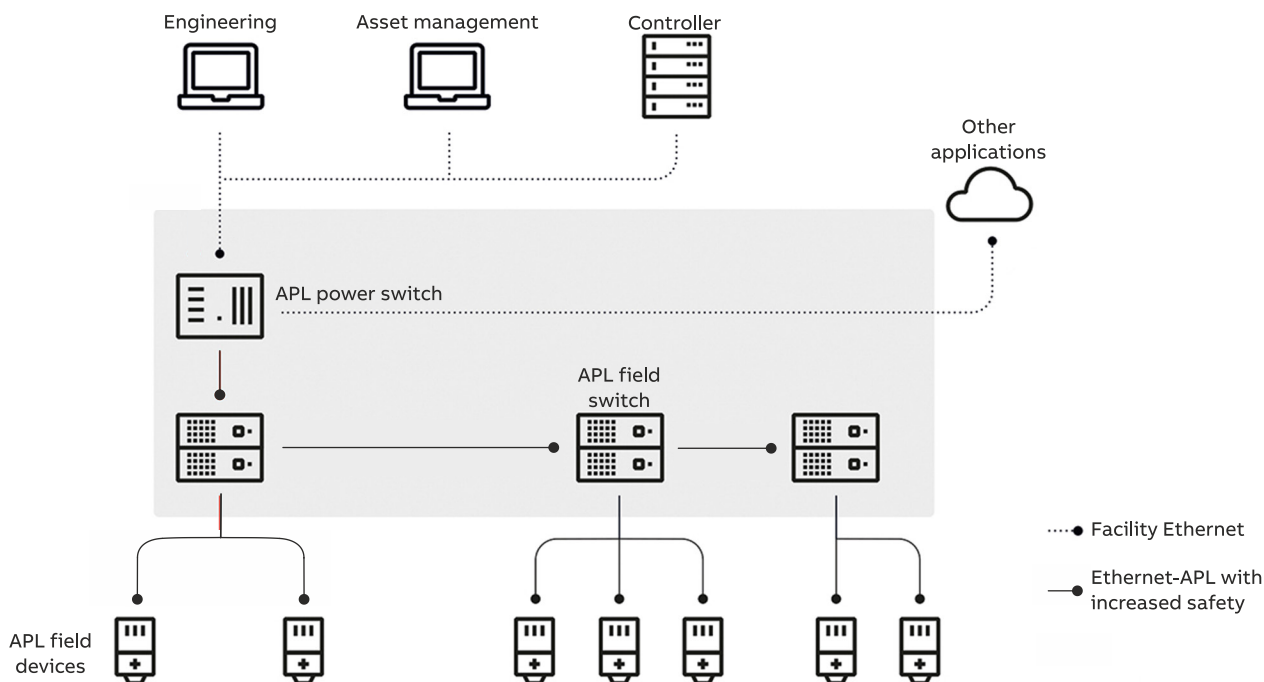 Engineering
Asset management
Controller
Other
applications
APL power switch
APL field
switch
Facility Ethernet
Ethernet-APL with
increased safety
APL field
devices